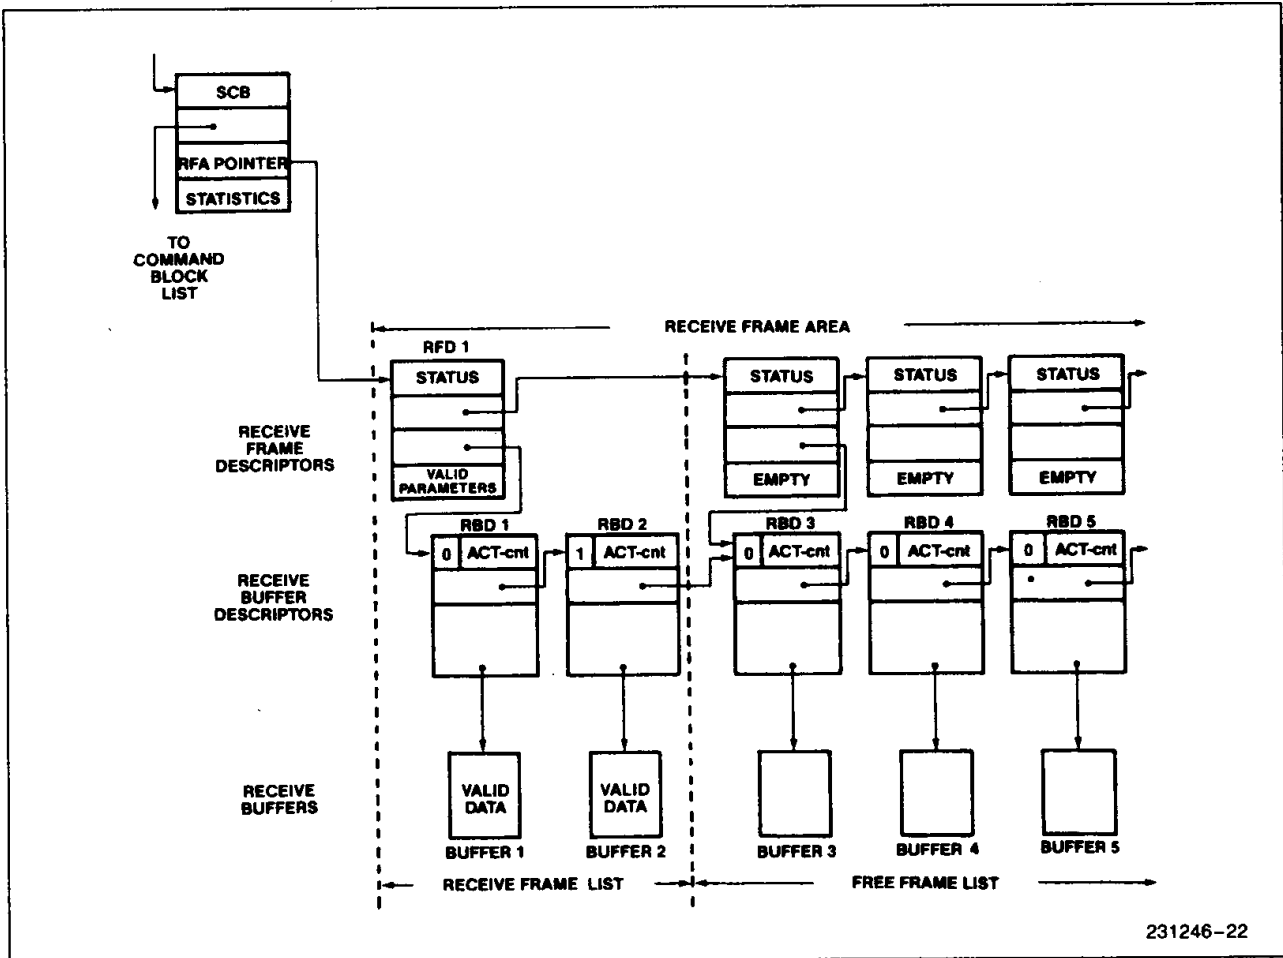 SCB
RFA POINTER
STATISTICS
TO
COMMAND
BLOCK
LIST
RECEIVE FRAME AREA
RFD 1
STATUS
STATUS
STATUS
STATUS
RECEIVE
FRAME
DESCRIPTORS
VALID
PARAMETERS
EMPTY
EMPTY
EMPTY
RBD 1
RBD 2
RBD 3
RBD 4
RBD 5
0 ACT-cnt
1 ACT-cnt
0 ACT-cnt
0 ACT-cnt
0 ACT-cnt
RECEIVE
BUFFER
DESCRIPTORS
RECEIVE
BUFFERS
VALID
DATA
VALID
DATA
BUFFER 1
BUFFER 2
BUFFER 3
BUFFER 4
BUFFER 5
RECEIVE FRAME LIST
FREE FRAME LIST
231246-22